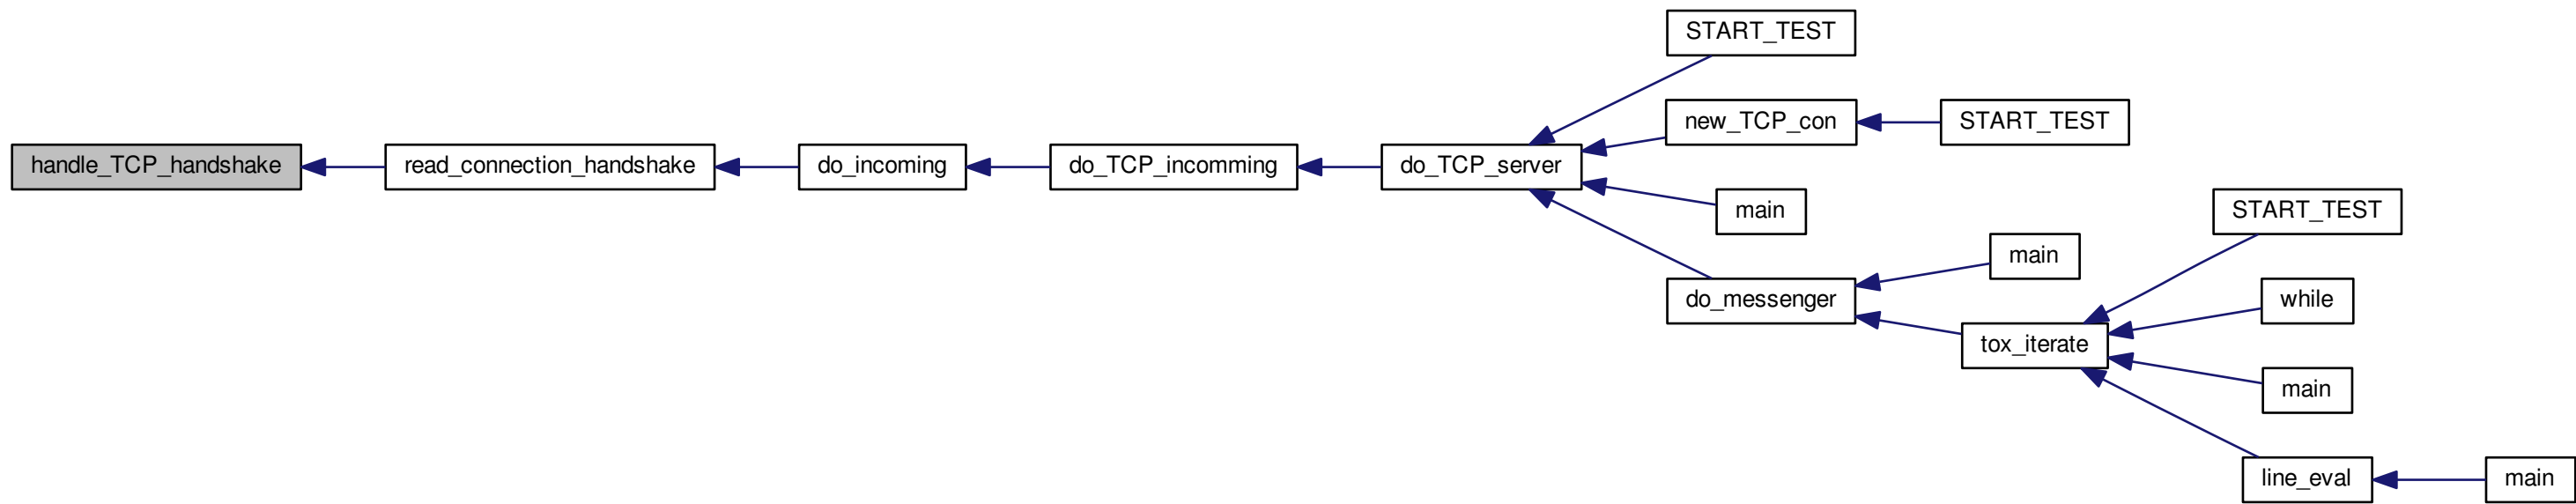 START_TEST
new_TCP_con
START_TEST
handle_TCP_handshake
read_connection_handshake
do_incoming
do_TCP_incomming
do_TCP_server
main
START_TEST
main
do_messenger
while
tox_iterate
main
line_eval
main